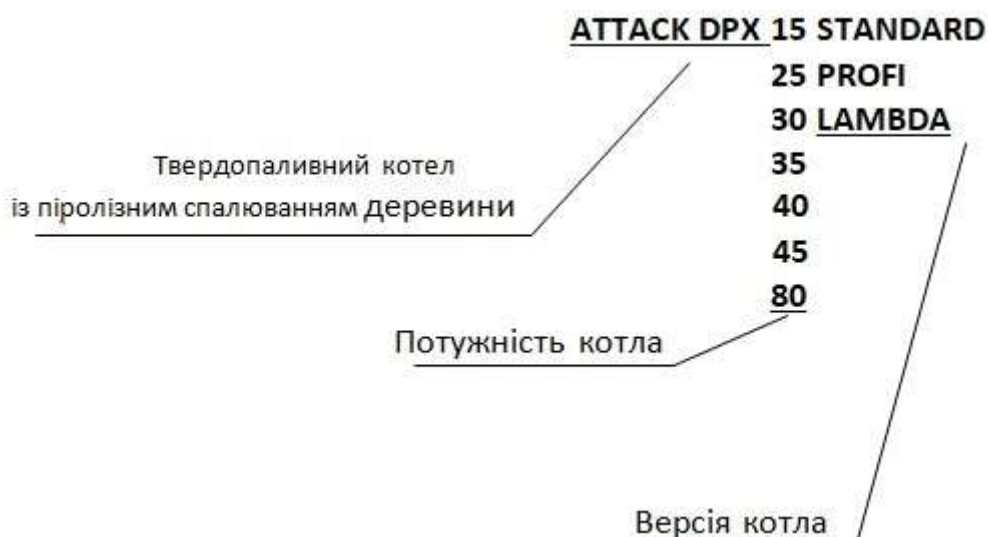 ATTACK DPX 15 STANDARD
25 PROFI
30 LAMBDA
Твердопаливний котел
35
із піролізним спалюванням деревини
40
45
80
Потужність котла
Версія котла